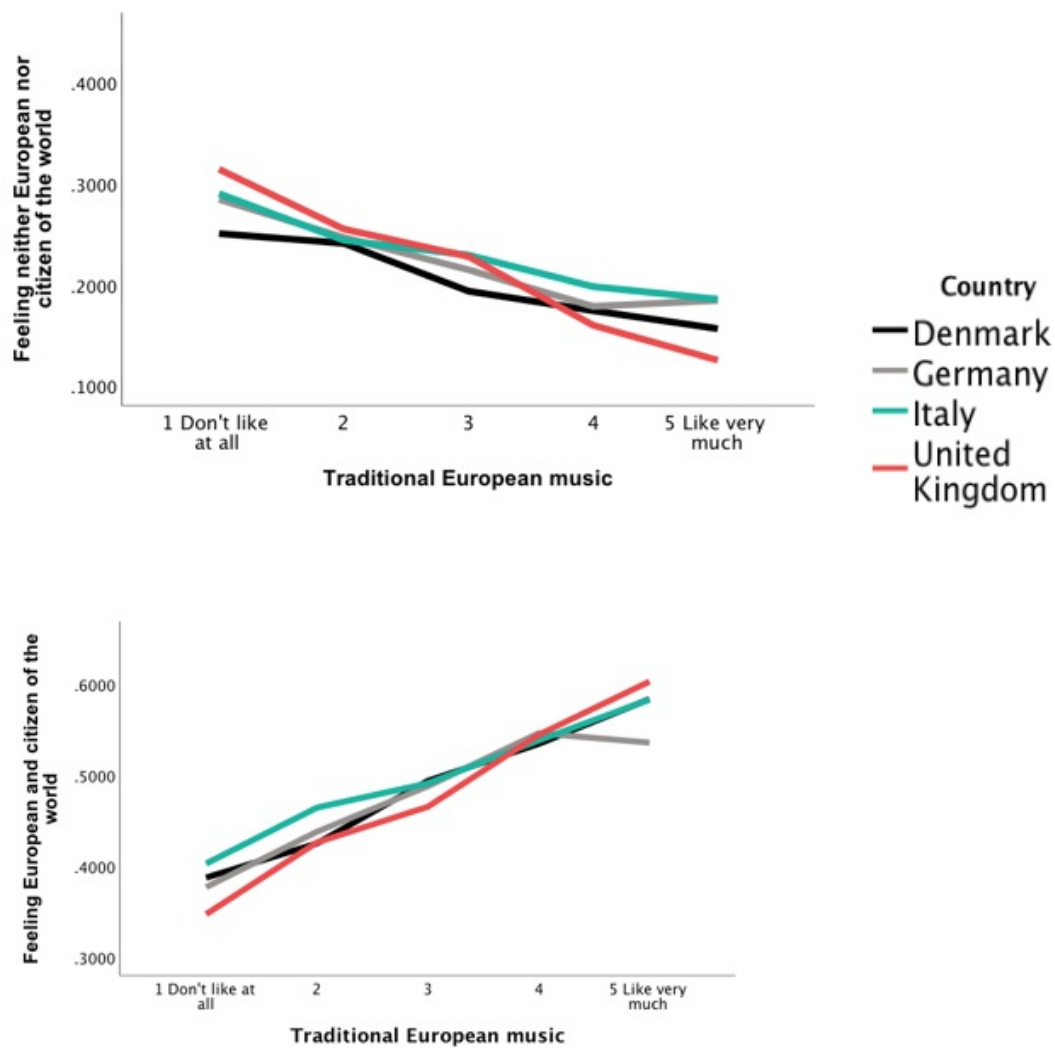 Feeling neither European nor
citizen of the world
.4000
.3000
.2000
.1000
1 Don't like
at all
2
3
4
5 Like very
much
Traditional European music
Country
Denmark
Germany
Italy
United
Kingdom
Feeling European and citizen of the
world
.6000
.5000
.4000
.3000
1 Don't like at
all
2
3
4
5 Like very
much
Traditional European music